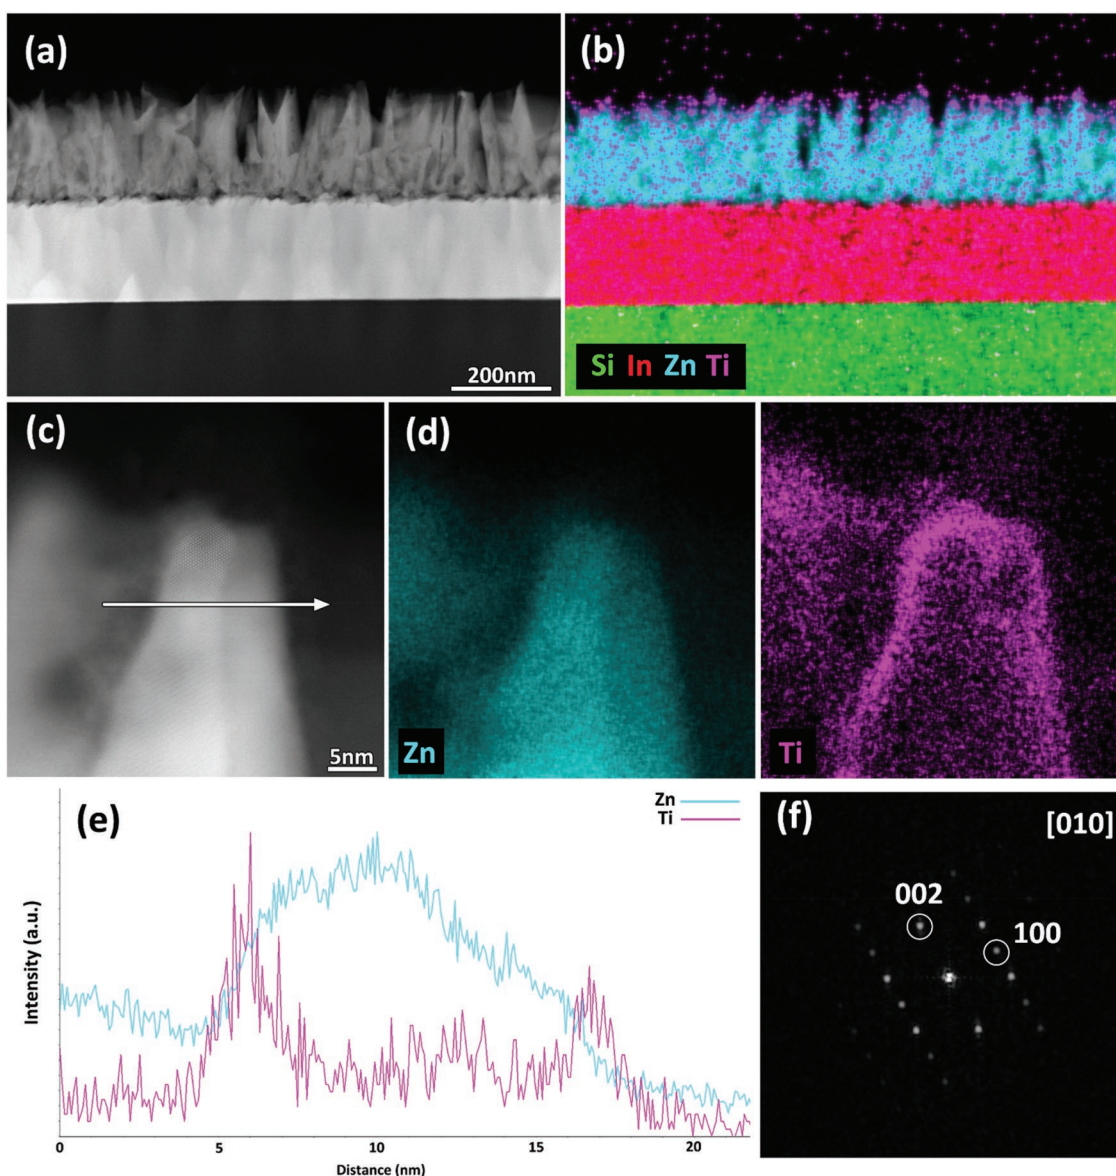 (a)
200nm
(b)
Si In Zn Ti
(c)
5nm
(d)
Zn
Ti
(e)
Zn
Ti
Intensity (a.u.)
0 5 10 15 20
Distance (nm)
(f)
[010]
002
100